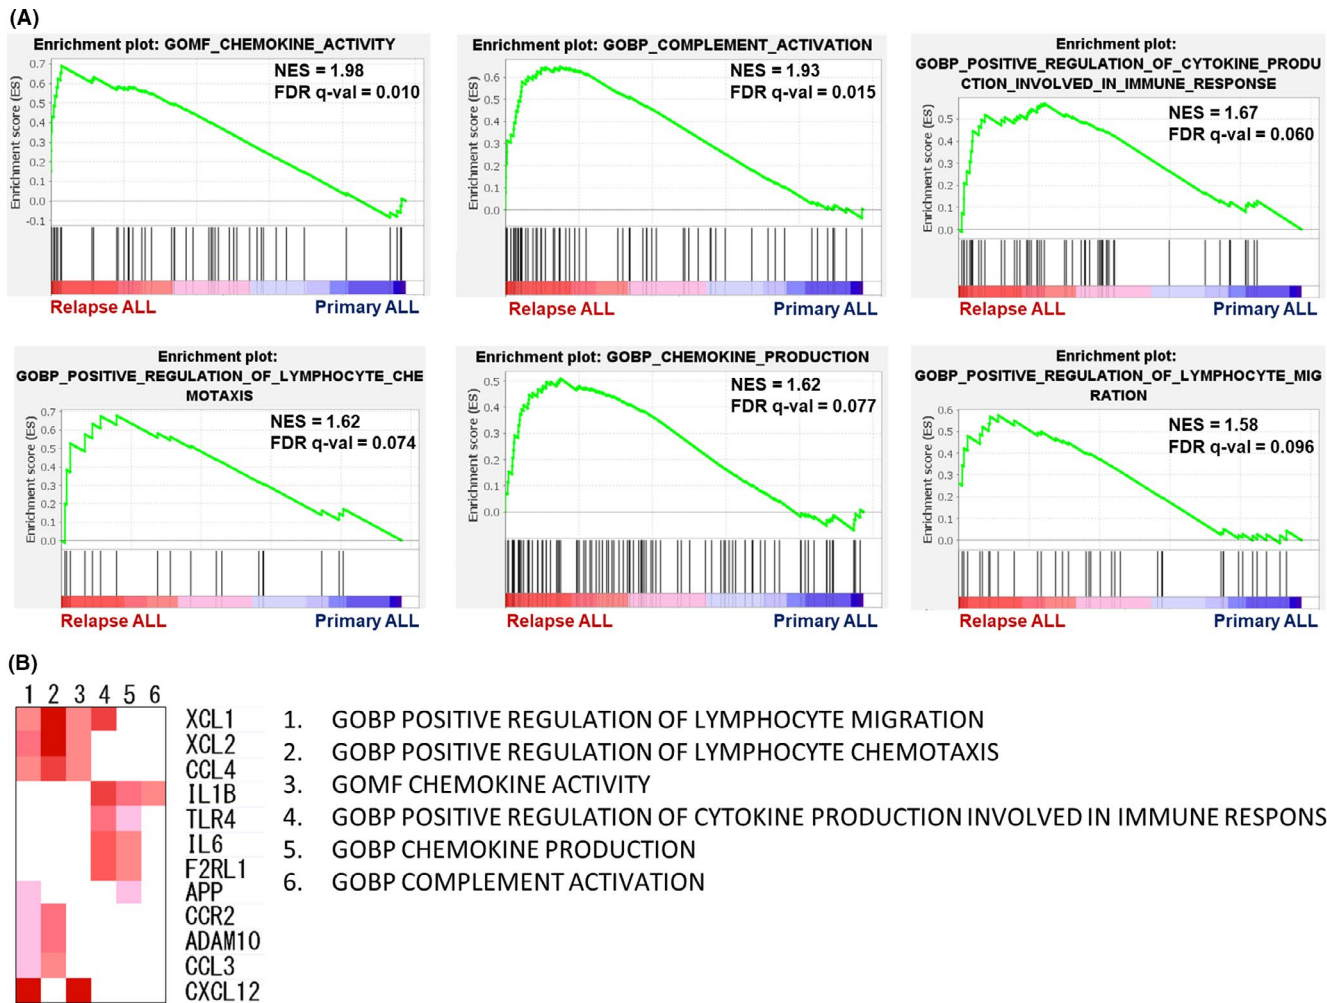 (A)
Enrichment plot: GOMF_CHEMOKINE_ACTIVITY
NES = 1.98
FDR q-val = 0.010
Enrichment score (ES)
0.7
0.6
0.5
0.4
0.3
0.2
0.1
0.0
-0.1
Relapse ALL
Primary ALL
Enrichment plot: GOBP_COMPLEMENT_ACTIVATION
NES = 1.93
FDR q-val = 0.015
Enrichment score (ES)
0.6
0.5
0.4
0.3
0.2
0.1
0.0
Relapse ALL
Primary ALL
Enrichment plot:
GOBP_POSITIVE_REGULATION_OF_CYTOKINE_PRODU
CTION_INVOLVED_IN_IMMUNE_RESPONSE
NES = 1.67
FDR q-val = 0.060
Enrichment score (ES)
0.5
0.4
0.3
0.2
0.1
0.0
Relapse ALL
Primary ALL
Enrichment plot:
GOBP_POSITIVE_REGULATION_OF_LYMPHOCYTE_CHE
MOTAXIS
NES = 1.62
FDR q-val = 0.074
Enrichment score (ES)
0.7
0.6
0.5
0.4
0.3
0.2
0.1
0.0
Relapse ALL
Primary ALL
Enrichment plot: GOBP_CHEMOKINE_PRODUCTION
NES = 1.62
FDR q-val = 0.077
Enrichment score (ES)
0.5
0.4
0.3
0.2
0.1
0.0
Relapse ALL
Primary ALL
Enrichment plot:
GOBP_POSITIVE_REGULATION_OF_LYMPHOCYTE_MIG
RATION
NES = 1.58
FDR q-val = 0.096
Enrichment score (ES)
0.6
0.5
0.4
0.3
0.2
0.1
0.0
Relapse ALL
Primary ALL
(B)
1 2 3 4 5 6
XCL1
XCL2
CCL4
IL1B
TLR4
IL6
F2RL1
APP
CCR2
ADAM10
CCL3
CXCL12
1. GOBP POSITIVE REGULATION OF LYMPHOCYTE MIGRATION
2. GOBP POSITIVE REGULATION OF LYMPHOCYTE CHEMOTAXIS
3. GOMF CHEMOKINE ACTIVITY
4. GOBP POSITIVE REGULATION OF CYTOKINE PRODUCTION INVOLVED IN IMMUNE RESPONS
5. GOBP CHEMOKINE PRODUCTION
6. GOBP COMPLEMENT ACTIVATION